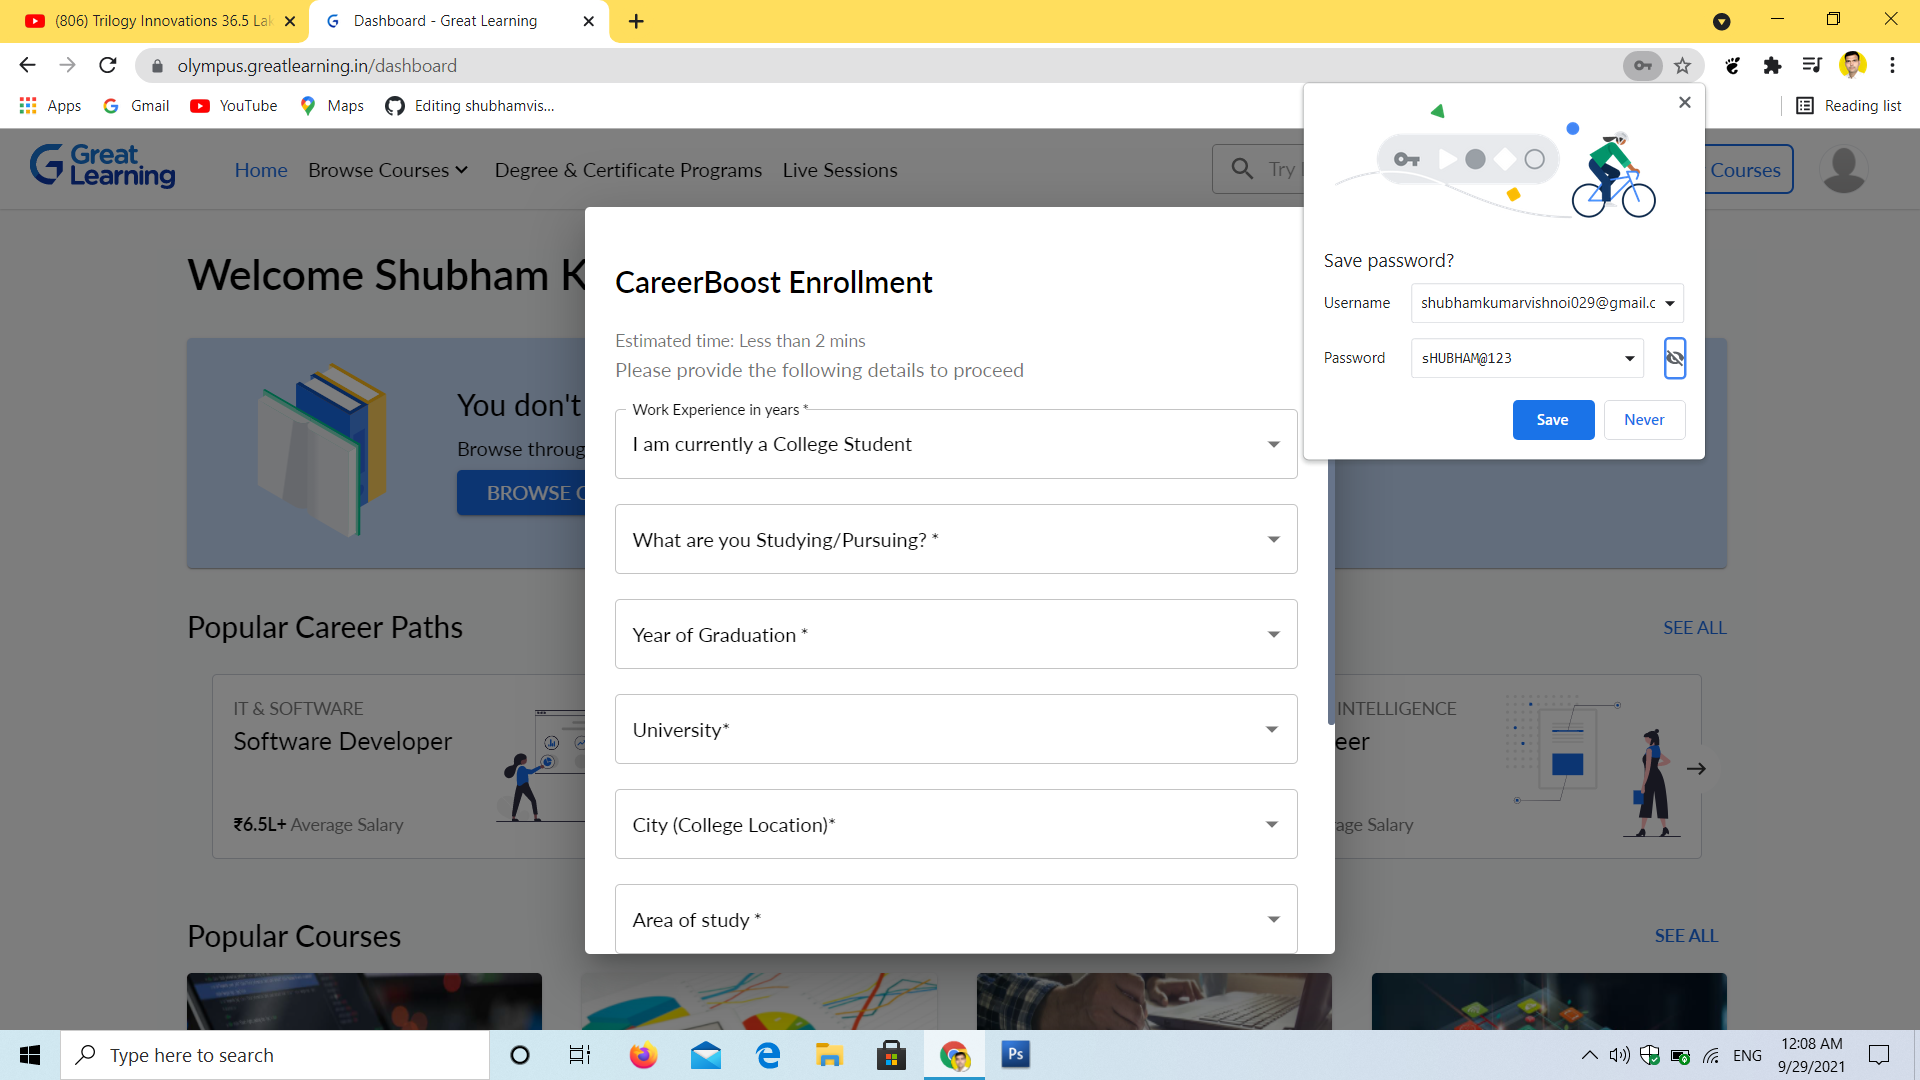 (806) Trilogy Innovations 36.5 Lak
Dashboard - Great Learning
olympus.greatlearning.in/dashboard
Apps
Gmail
YouTube
Maps
Editing shubhamvis...
Reading list
Great
Learning
Home
Browse Courses
Degree & Certificate Programs
Live Sessions
Try
Courses
Save password?
Username
shubhamkumarvishnoi029@gmail.c
Password
sHUBHAM@123
Save
Never
Welcome Shubham K
You don't
Browse throug
BROWSE C
CareerBoost Enrollment
Estimated time: Less than 2 mins
Please provide the following details to proceed
Work Experience in years *
I am currently a College Student
What are you Studying/Pursuing? *
Year of Graduation *
University*
City (College Location)*
Area of study *
Popular Career Paths
SEE ALL
IT & SOFTWARE
Software Developer
₹6.5L+ Average Salary
INTELLIGENCE
eer
age Salary
Popular Courses
SEE ALL
Type here to search
Ps
ENG
12:08 AM
9/29/2021